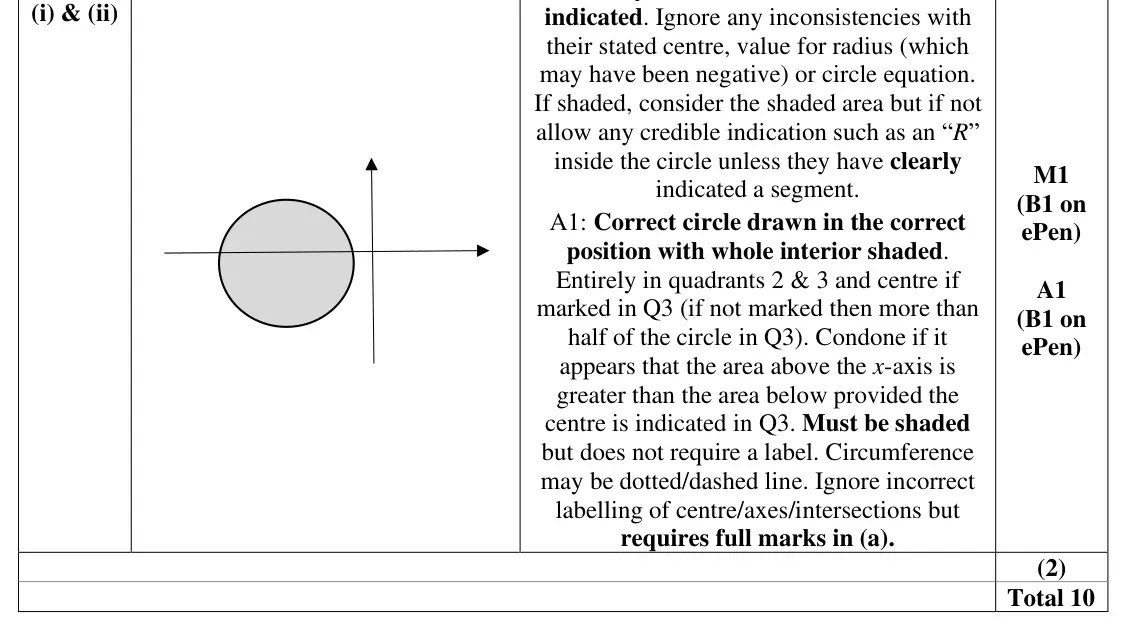 (i) & (ii)
indicated. Ignore any inconsistencies with
their stated centre, value for radius (which
may have been negative) or circle equation.
If shaded, consider the shaded area but if not
allow any credible indication such as an “R”
inside the circle unless they have clearly
indicated a segment.
A1: Correct circle drawn in the correct
position with whole interior shaded.
Entirely in quadrants 2 & 3 and centre if
marked in Q3 (if not marked then more than
half of the circle in Q3). Condone if it
appears that the area above the x-axis is
greater than the area below provided the
centre is indicated in Q3. Must be shaded
but does not require a label. Circumference
may be dotted/dashed line. Ignore incorrect
labelling of centre/axes/intersections but
requires full marks in (a).
M1
(B1 on
ePen)
A1
(B1 on
ePen)
(2)
Total 10